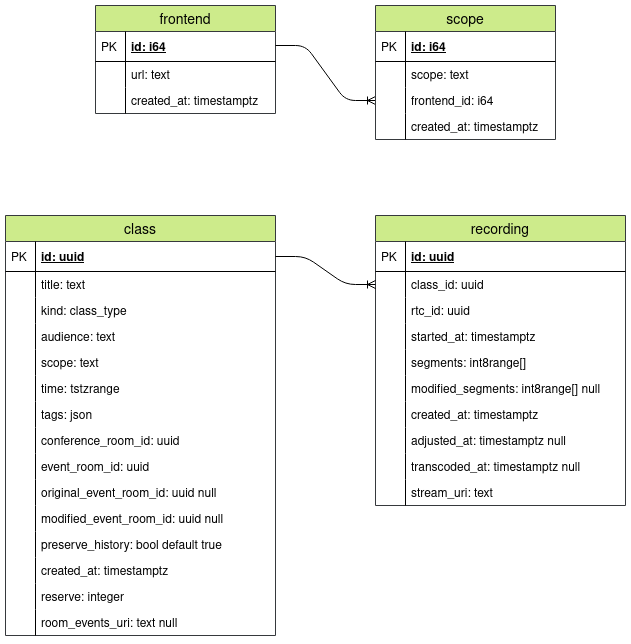 frontend
PK id: i64
url: text
created_at: timestamptz
scope
PK id: i64
scope: text
frontend_id: i64
created_at: timestamptz
class
PK id: uuid
title: text
kind: class_type
audience: text
scope: text
time: tstzrange
tags: json
conference_room_id: uuid
event_room_id: uuid
original_event_room_id: uuid null
modified_event_room_id: uuid null
preserve_history: bool default true
created_at: timestamptz
reserve: integer
room_events_uri: text null
recording
PK id: uuid
class_id: uuid
rtc_id: uuid
started_at: timestamptz
segments: int8range[]
modified_segments: int8range[] null
created_at: timestamptz
adjusted_at: timestamptz null
transcoded_at: timestamptz null
stream_uri: text